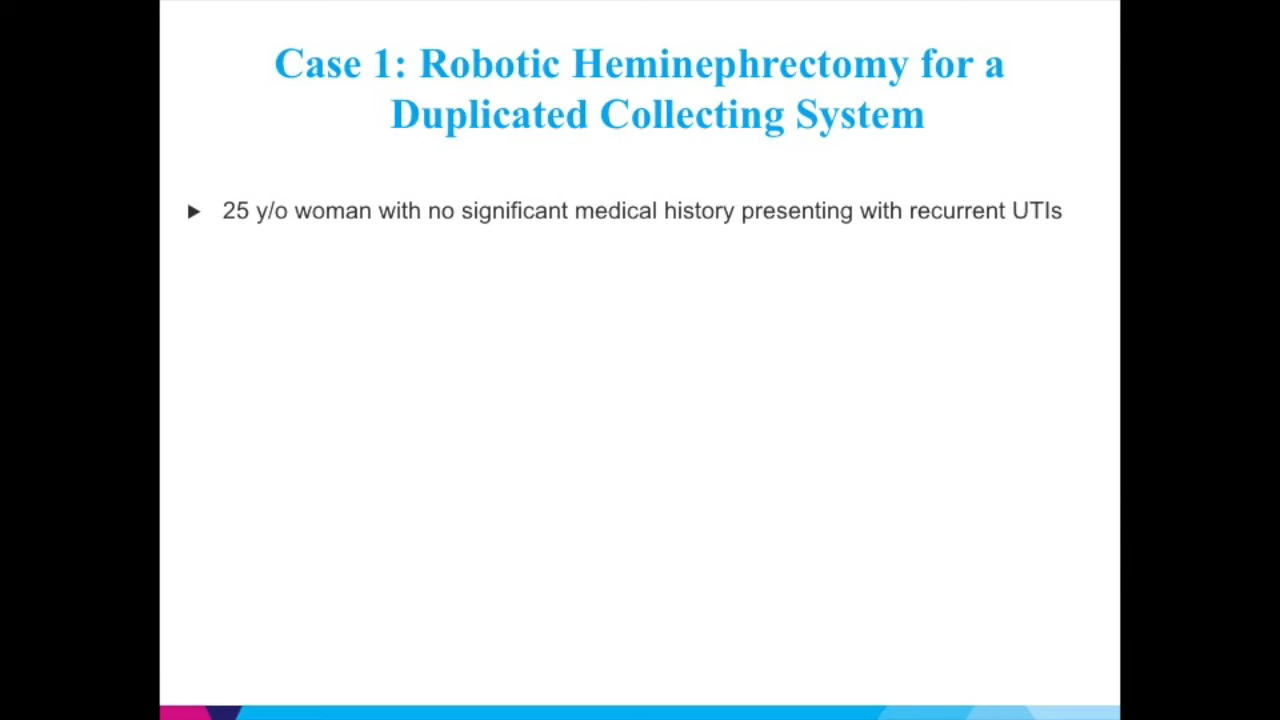 Case 1: Robotic Heminephrectomy for a
Duplicated Collecting System
25 y/o woman with no significant medical history presenting with recurrent UTIs